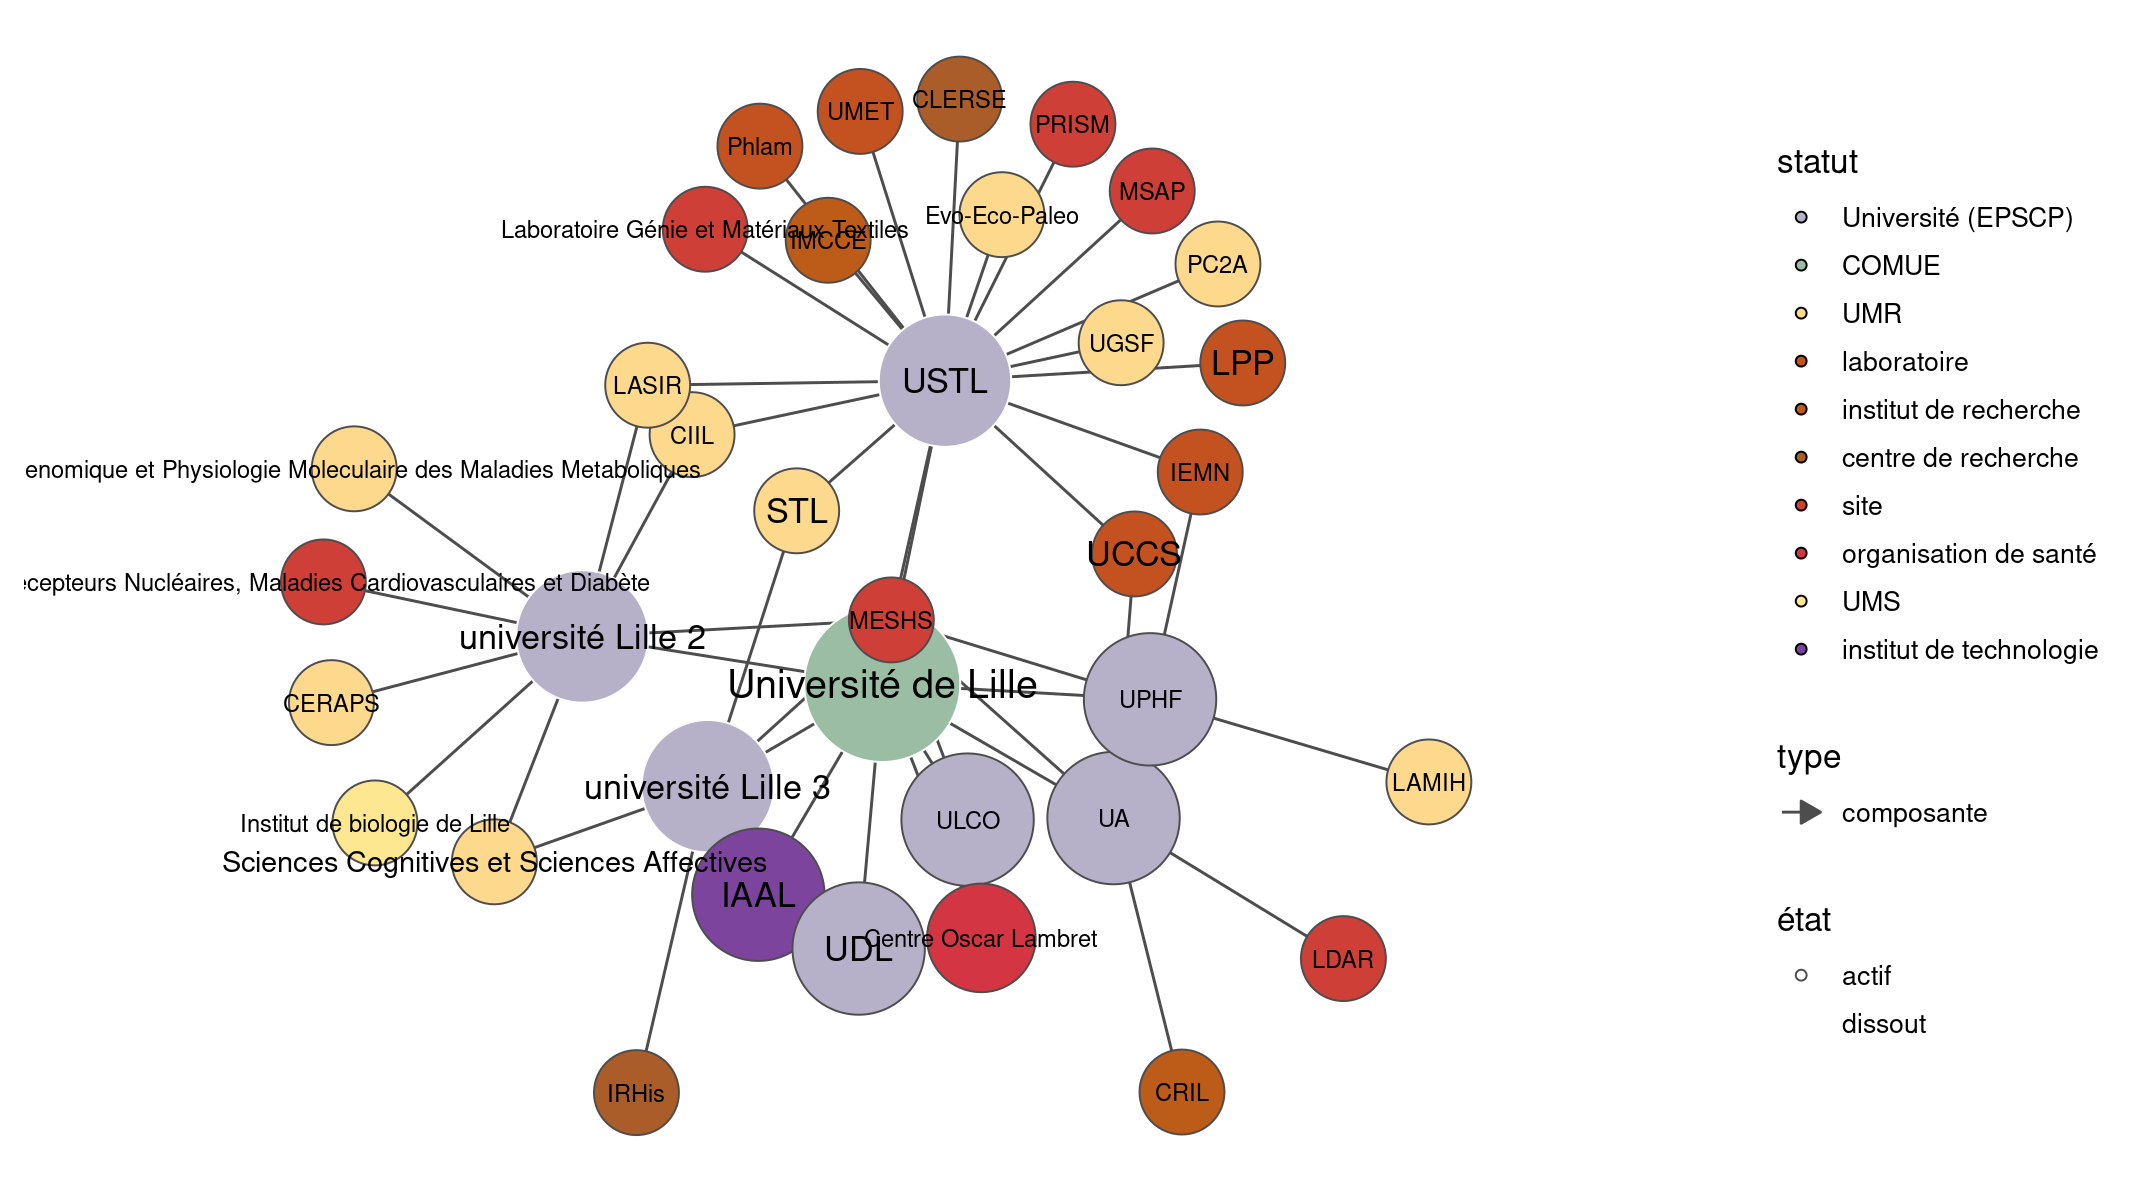 CLERSE
UMET
PRISM
Phlam
MSAP
Evo-Eco-Paleo
Laboratoire Génie et Matériaux Textiles
IMCCE
PC2A
UGSF
LPP
USTL
LASIR
CIIL
enomique et Physiologie Moleculaire des Maladies Metaboliques
IEMN
STL
UCCS
cepteurs Nucléaires, Maladies Cardiovasculaires et Diabète
MESHS
université Lille 2
Université de Lille
UPHF
CERAPS
LAMIH
université Lille 3
ULCO
UA
Institut de biologie de Lille
Sciences Cognitives et Sciences Affectives
IAAL
UDL
Centre Oscar Lambret
LDAR
IRHis
CRIL
statut
Université (EPSCP)
COMUE
UMR
laboratoire
institut de recherche
centre de recherche
site
organisation de santé
UMS
institut de technologie
type
composante
état
actif
dissout